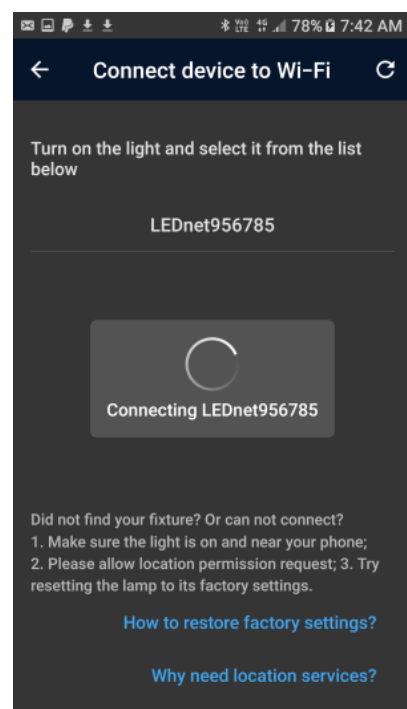 VoO 4G 78% 7:42 AM
LTE
Connect device to Wi-Fi
Turn on the light and select it from the list
below
LEDnet956785
Connecting LEDnet956785
Did not find your fixture? Or can not connect?
1. Make sure the light is on and near your phone;
2. Please allow location permission request; 3. Try
resetting the lamp to its factory settings.
How to restore factory settings?
Why need location services?